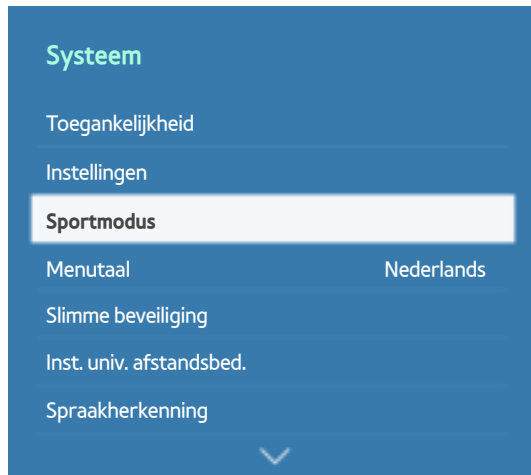 Systeem
Toegankelijkheid
Instellingen
Sportmodus
Menutaal Nederlands
Slimme beveiliging
Inst. univ. afstandsbed.
Spraakherkenning